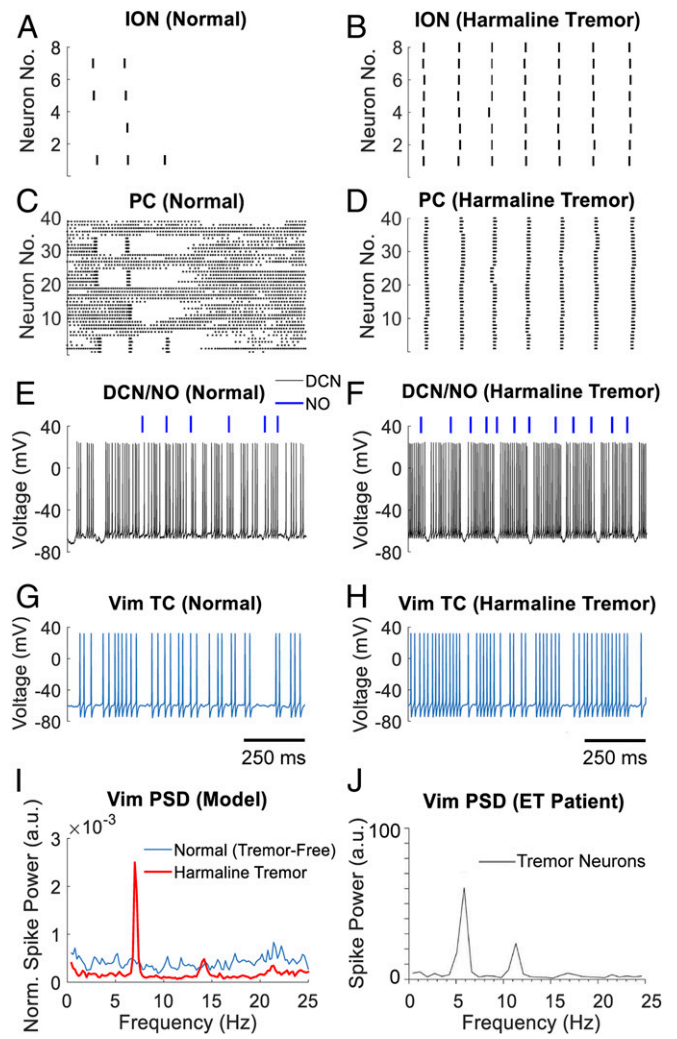 A ION (Normal)
B ION (Harmaline Tremor)
Neuron No.
8
6
4
2
Neuron No.
8
6
4
2
C PC (Normal)
D PC (Harmaline Tremor)
Neuron No.
40
30
20
10
Neuron No.
40
30
20
10
E DCN/NO (Normal)
DCN
NO
F DCN/NO (Harmaline Tremor)
Voltage (mV)
40
0
-40
-80
Voltage (mV)
40
0
-40
-80
G Vim TC (Normal)
H Vim TC (Harmaline Tremor)
Voltage (mV)
40
0
-40
-80
250 ms
Voltage (mV)
40
0
-40
-80
250 ms
I Vim PSD (Model)
J Vim PSD (ET Patient)
×10⁻³
Norm. Spike Power (a.u.)
3
2
1
0
Normal (Tremor-Free)
Harmaline Tremor
0 5 10 15 20 25
Frequency (Hz)
Spike Power (a.u.)
100
0
Tremor Neurons
0 5 10 15 20 25
Frequency (Hz)